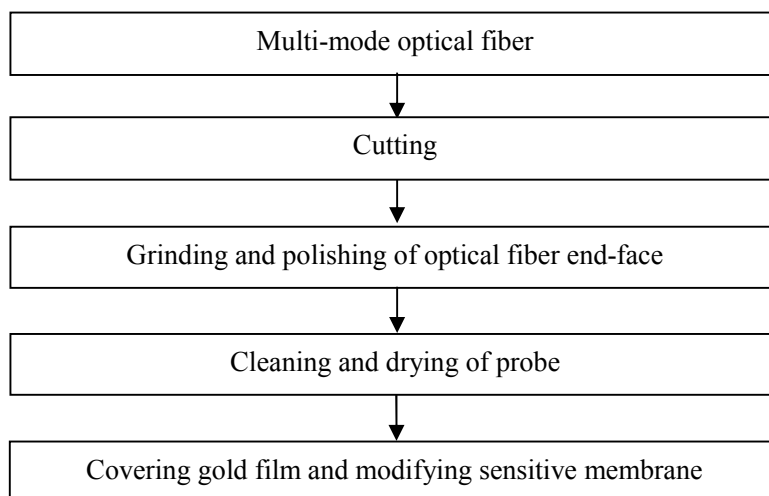 Multi-mode optical fiber
Cutting
Grinding and polishing of optical fiber end-face
Cleaning and drying of probe
Covering gold film and modifying sensitive membrane